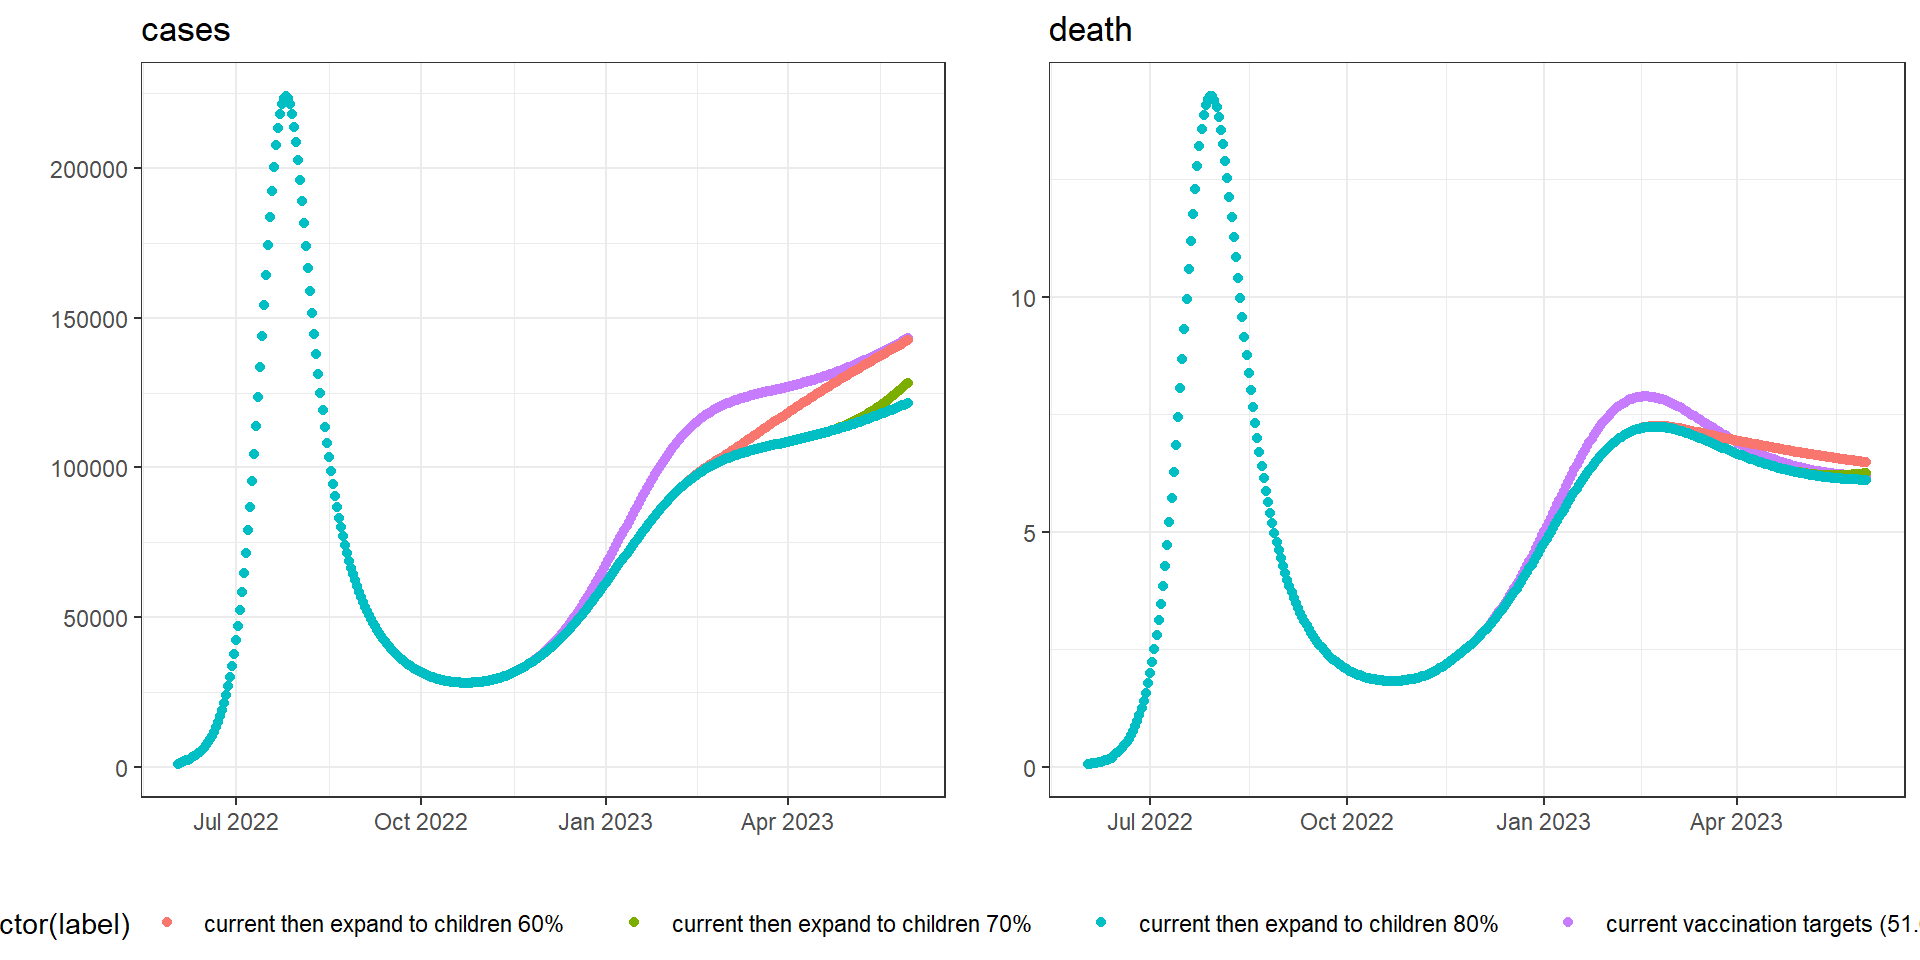 cases
death
200000
150000
100000
50000
0
Jul 2022
Oct 2022
Jan 2023
Apr 2023
10
5
0
Jul 2022
Oct 2022
Jan 2023
Apr 2023
ctor(label)
current then expand to children 60%
current then expand to children 70%
current then expand to children 80%
current vaccination targets (51.